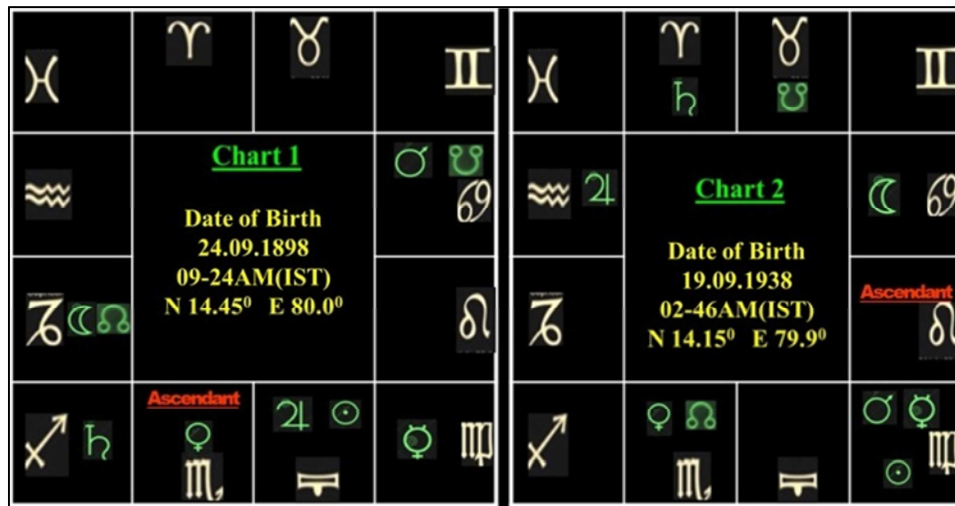 Chart 1
Date of Birth
24.09.1898
09-24AM(IST)
N 14.45⁰ E 80.0⁰
Ascendant
Chart 2
Date of Birth
19.09.1938
02-46AM(IST)
N 14.15⁰ E 79.9⁰
Ascendant